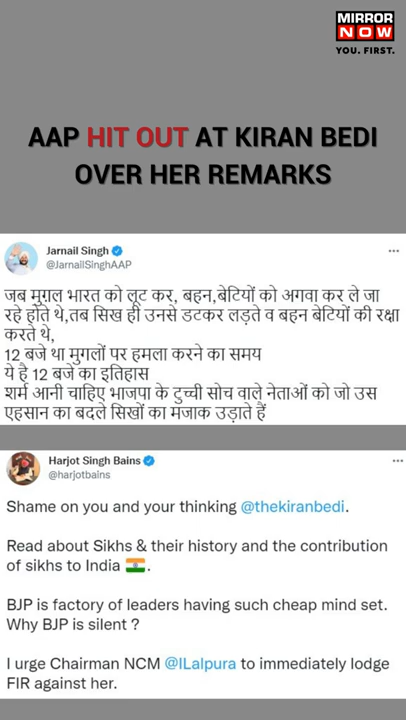 MIRROR
NOW
YOU. FIRST.
AAP HIT OUT AT KIRAN BEDI
OVER HER REMARKS
Jarnail Singh
@JarnailSinghAAP
जब मुग़ल भारत को लूट कर, बहन,बेटियों को अगवा कर ले जा
रहे होते थे,तब सिख ही उनसे डटकर लड़ते व बहन बेटियों की रक्षा
करते थे,
12 बजे था मुगलों पर हमला करने का समय
ये है 12 बजे का इतिहास
शर्म आनी चाहिए भाजपा के टुच्ची सोच वाले नेताओं को जो उस
एहसान का बदले सिखों का मजाक उड़ाते हैं
Harjot Singh Bains
@harjotbains
Shame on you and your thinking @thekiranbedi.
Read about Sikhs & their history and the contribution
of sikhs to India 🇮🇳.
BJP is factory of leaders having such cheap mind set.
Why BJP is silent ?
I urge Chairman NCM @ILalpura to immediately lodge
FIR against her.